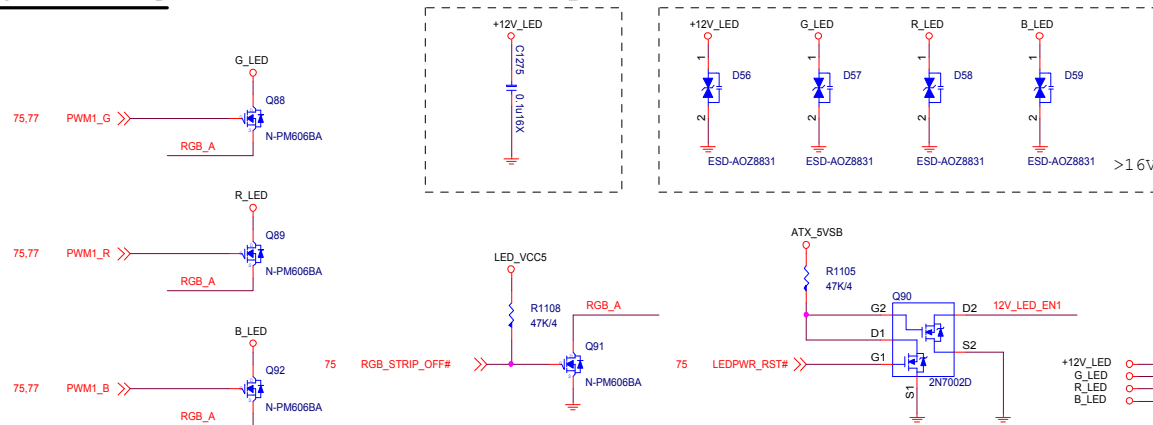 G_LED
Q88
75,77 PWM1_G
N-PM606BA
RGB_A
R_LED
Q89
75,77 PWM1_R
N-PM606BA
RGB_A
B_LED
Q92
75,77 PWM1_B
N-PM606BA
RGB_A
+12V_LED
C1275
0.1u16X
+12V_LED G_LED R_LED B_LED
1 1 1 1
D56 D57 D58 D59
2 2 2 2
ESD-AOZ8831 ESD-AOZ8831 ESD-AOZ8831 ESD-AOZ8831
>16V
LED_VCC5
R1108
47K/4
RGB_A
Q91
75 RGB_STRIP_OFF#
N-PM606BA
ATX_5VSB
R1105
47K/4
Q90
G2 D2 12V_LED_EN1
D1
S2
75 LEDPWR_RST# G1
2N7002D
S1
+12V_LED
G_LED
R_LED
B_LED